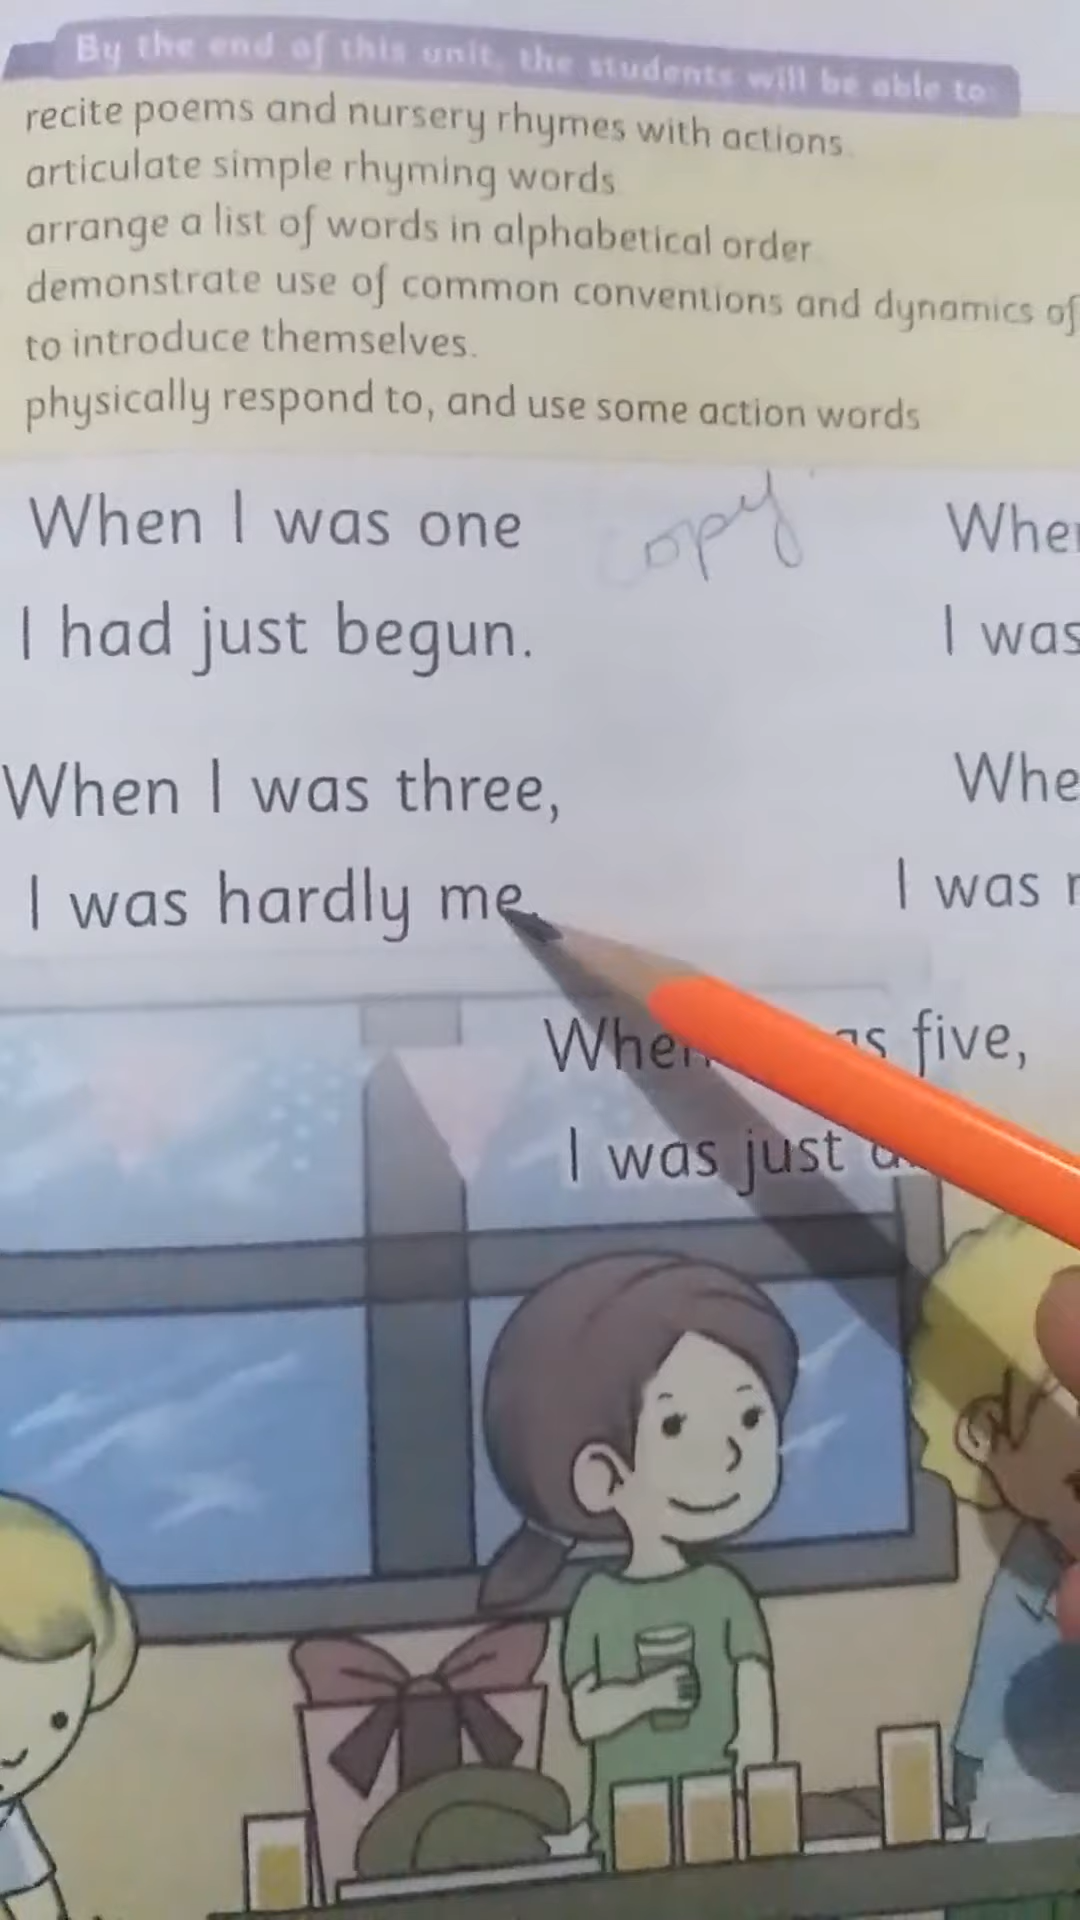 By the end of this unit, the students will be able to
recite poems and nursery rhymes with actions.
articulate simple rhyming words
arrange a list of words in alphabetical order
demonstrate use of common conventions and dynamics of
to introduce themselves.
physically respond to, and use some action words
When I was one
I had just begun.
copy
I was
When I was three,
I was hardly me.
I was
five,
I was just